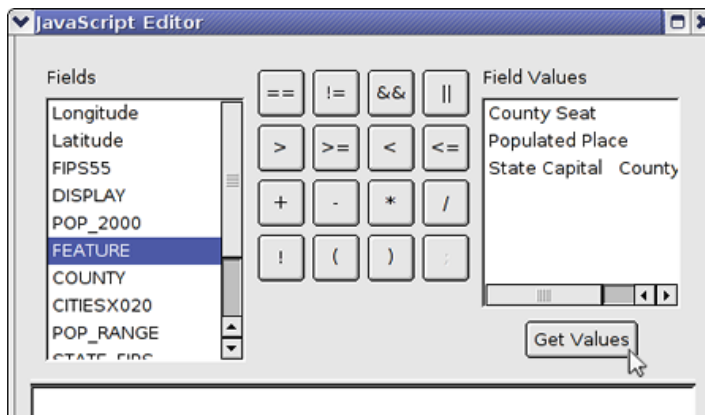 JavaScript Editor
Fields
Longitude
Latitude
FIPS55
DISPLAY
POP_2000
FEATURE
COUNTY
CITIESX020
POP_RANGE
STATE_FIPS
== != && ||
> >= < <=
+ - * /
! ( ) ;
Field Values
County Seat
Populated Place
State Capital County
Get Values